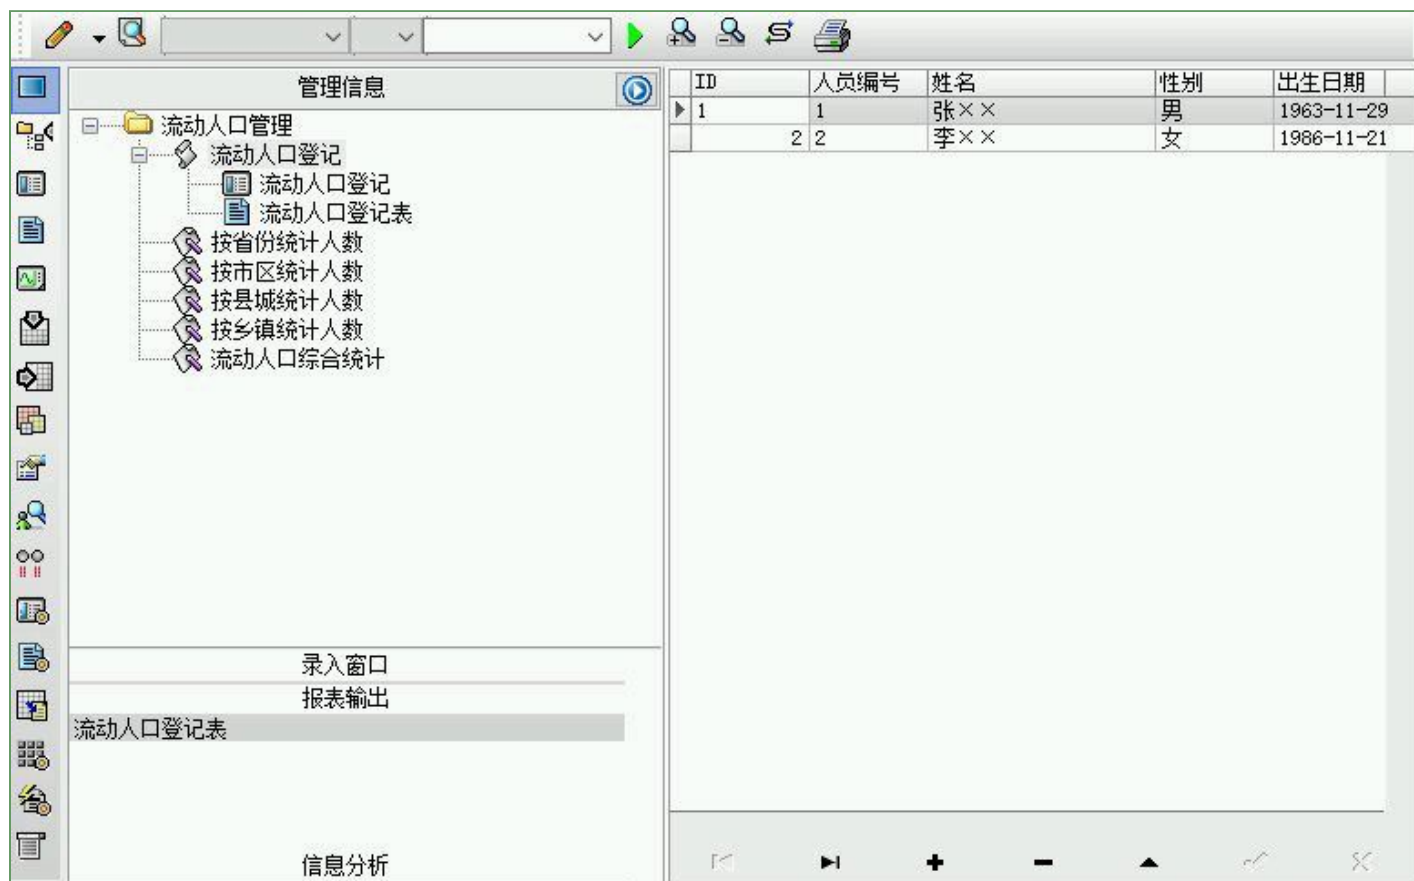 管理信息
流动人口管理
流动人口登记
流动人口登记
流动人口登记表
按省份统计人数
按市区统计人数
按县城统计人数
按乡镇统计人数
流动人口综合统计
录入窗口
报表输出
流动人口登记表
信息分析
ID 人员编号 姓名 性别 出生日期
1 1 张×× 男 1963-11-29
2 2 李×× 女 1986-11-21